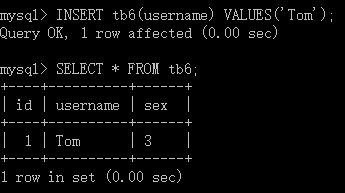 mysql> INSERT tb6(username) VALUES('Tom');
Query OK, 1 row affected (0.00 sec)
mysql> SELECT * FROM tb6;
+----+----------+------+
| id | username | sex  |
+----+----------+------+
|  1 | Tom      | 3    |
+----+----------+------+
1 row in set (0.00 sec)